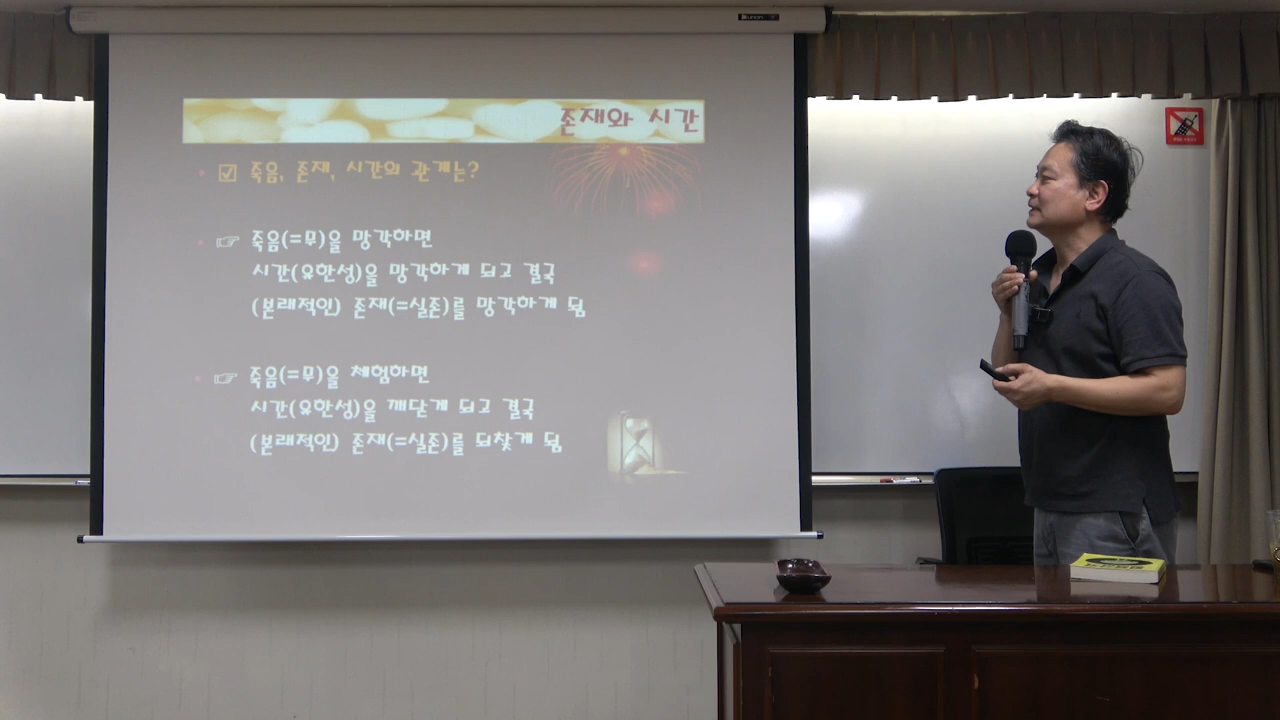 존재와 시간
☑ 죽음, 존재, 시간의 관계는?
☞ 죽음(=무)을 망각하면
시간(유한성)을 망각하게 되고 결국
(본래적인) 존재(=실존)를 망각하게 됨
☞ 죽음(=무)을 체험하면
시간(유한성)을 깨닫게 되고 결국
(본래적인) 존재(=실존)를 되찾게 됨